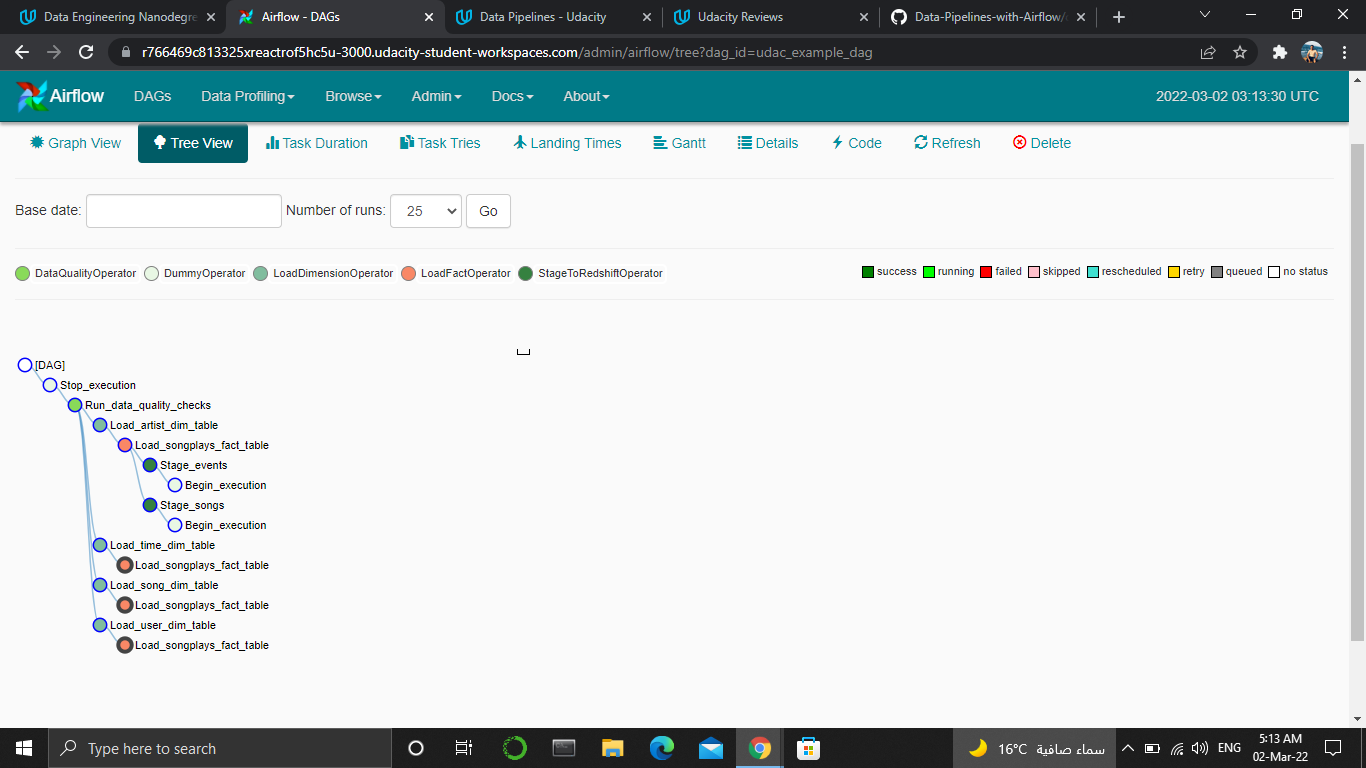 Data Engineering Nanodegre
Airflow - DAGs
Data Pipelines - Udacity
Udacity Reviews
Data-Pipelines-with-Airflow/
r766469c813325xreactrof5hc5u-3000.udacity-student-workspaces.com/admin/airflow/tree?dag_id=udac_example_dag
Airflow DAGs Data Profiling Browse Admin Docs About 2022-03-02 03:13:30 UTC
Graph View Tree View Task Duration Task Tries Landing Times Gantt Details Code Refresh Delete
Base date: Number of runs: 25 Go
DataQualityOperator DummyOperator LoadDimensionOperator LoadFactOperator StageToRedshiftOperator success running failed skipped rescheduled retry queued no status
[DAG]
Stop_execution
Run_data_quality_checks
Load_artist_dim_table
Load_songplays_fact_table
Stage_events
Begin_execution
Stage_songs
Begin_execution
Load_time_dim_table
Load_songplays_fact_table
Load_song_dim_table
Load_songplays_fact_table
Load_user_dim_table
Load_songplays_fact_table
Type here to search
16°C سماء صافية
ENG
5:13 AM
02-Mar-22